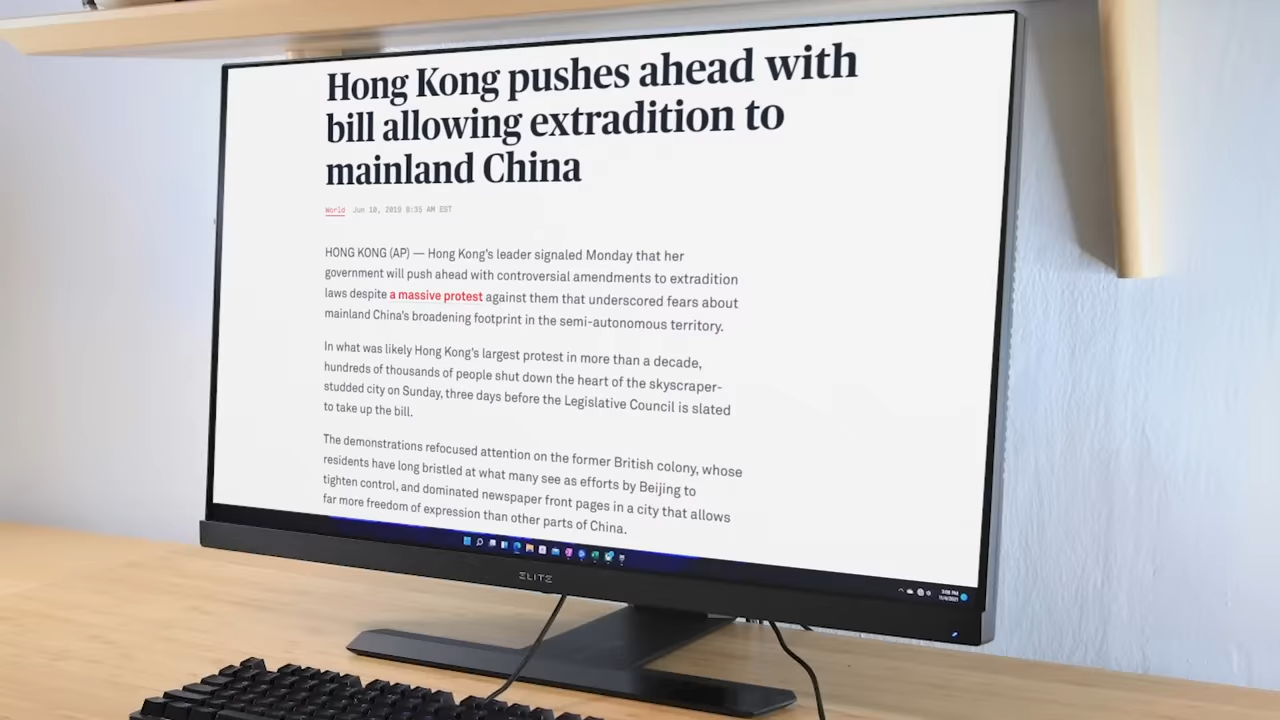 Hong Kong pushes ahead with
bill allowing extradition to
mainland China
World Jun 10, 2019 8:35 AM EST
HONG KONG (AP) — Hong Kong's leader signaled Monday that her
government will push ahead with controversial amendments to extradition
laws despite a massive protest against them that underscored fears about
mainland China's broadening footprint in the semi-autonomous territory.
In what was likely Hong Kong's largest protest in more than a decade,
hundreds of thousands of people shut down the heart of the skyscraper-
studded city on Sunday, three days before the Legislative Council is slated
to take up the bill.
The demonstrations refocused attention on the former British colony, whose
residents have long bristled at what many see as efforts by Beijing to
tighten control, and dominated newspaper front pages in a city that allows
far more freedom of expression than other parts of China.
ELITE